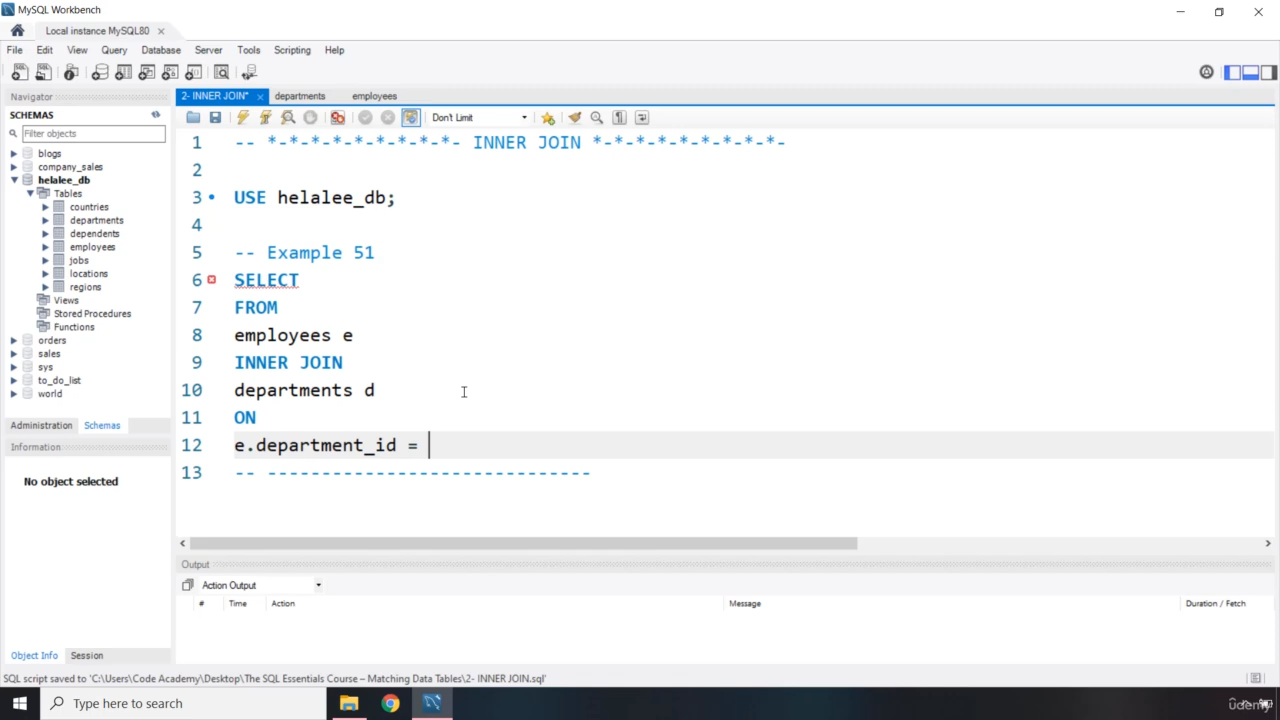 MySQL Workbench
Local instance MySQL80
File Edit View Query Database Server Tools Scripting Help
Navigator
SCHEMAS
Filter objects
blogs
company_sales
helalee_db
Tables
countries
departments
dependents
employees
jobs
locations
regions
Views
Stored Procedures
Functions
orders
sales
sys
to_do_list
world
Administration Schemas
Information
No object selected
Object Info Session
2- INNER JOIN* departments employees
Don't Limit
1 -- *-*-*-*-*-*-*-*-*- INNER JOIN *-*-*-*-*-*-*-*-*-
2
3 USE helalee_db;
4
5 -- Example 51
6 SELECT
7 FROM
8 employees e
9 INNER JOIN
10 departments d
11 ON
12 e.department_id =
13 -- ------------------------------
Output
Action Output
# Time Action Message Duration / Fetch
SQL script saved to 'C:\Users\Code Academy\Desktop\The SQL Essentials Course – Matching Data Tables\2- INNER JOIN.sql'
Type here to search
udemy